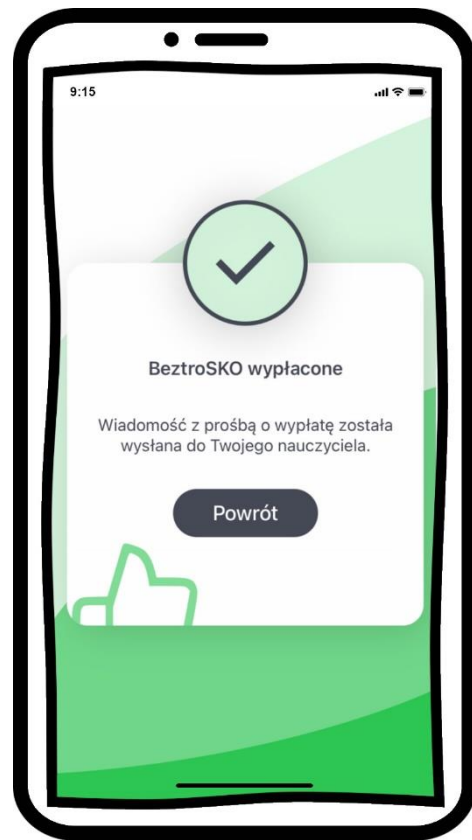 9:15
BeztroSKO wypłacone
Wiadomość z prośbą o wypłatę została
wysłana do Twojego nauczyciela.
Powrót